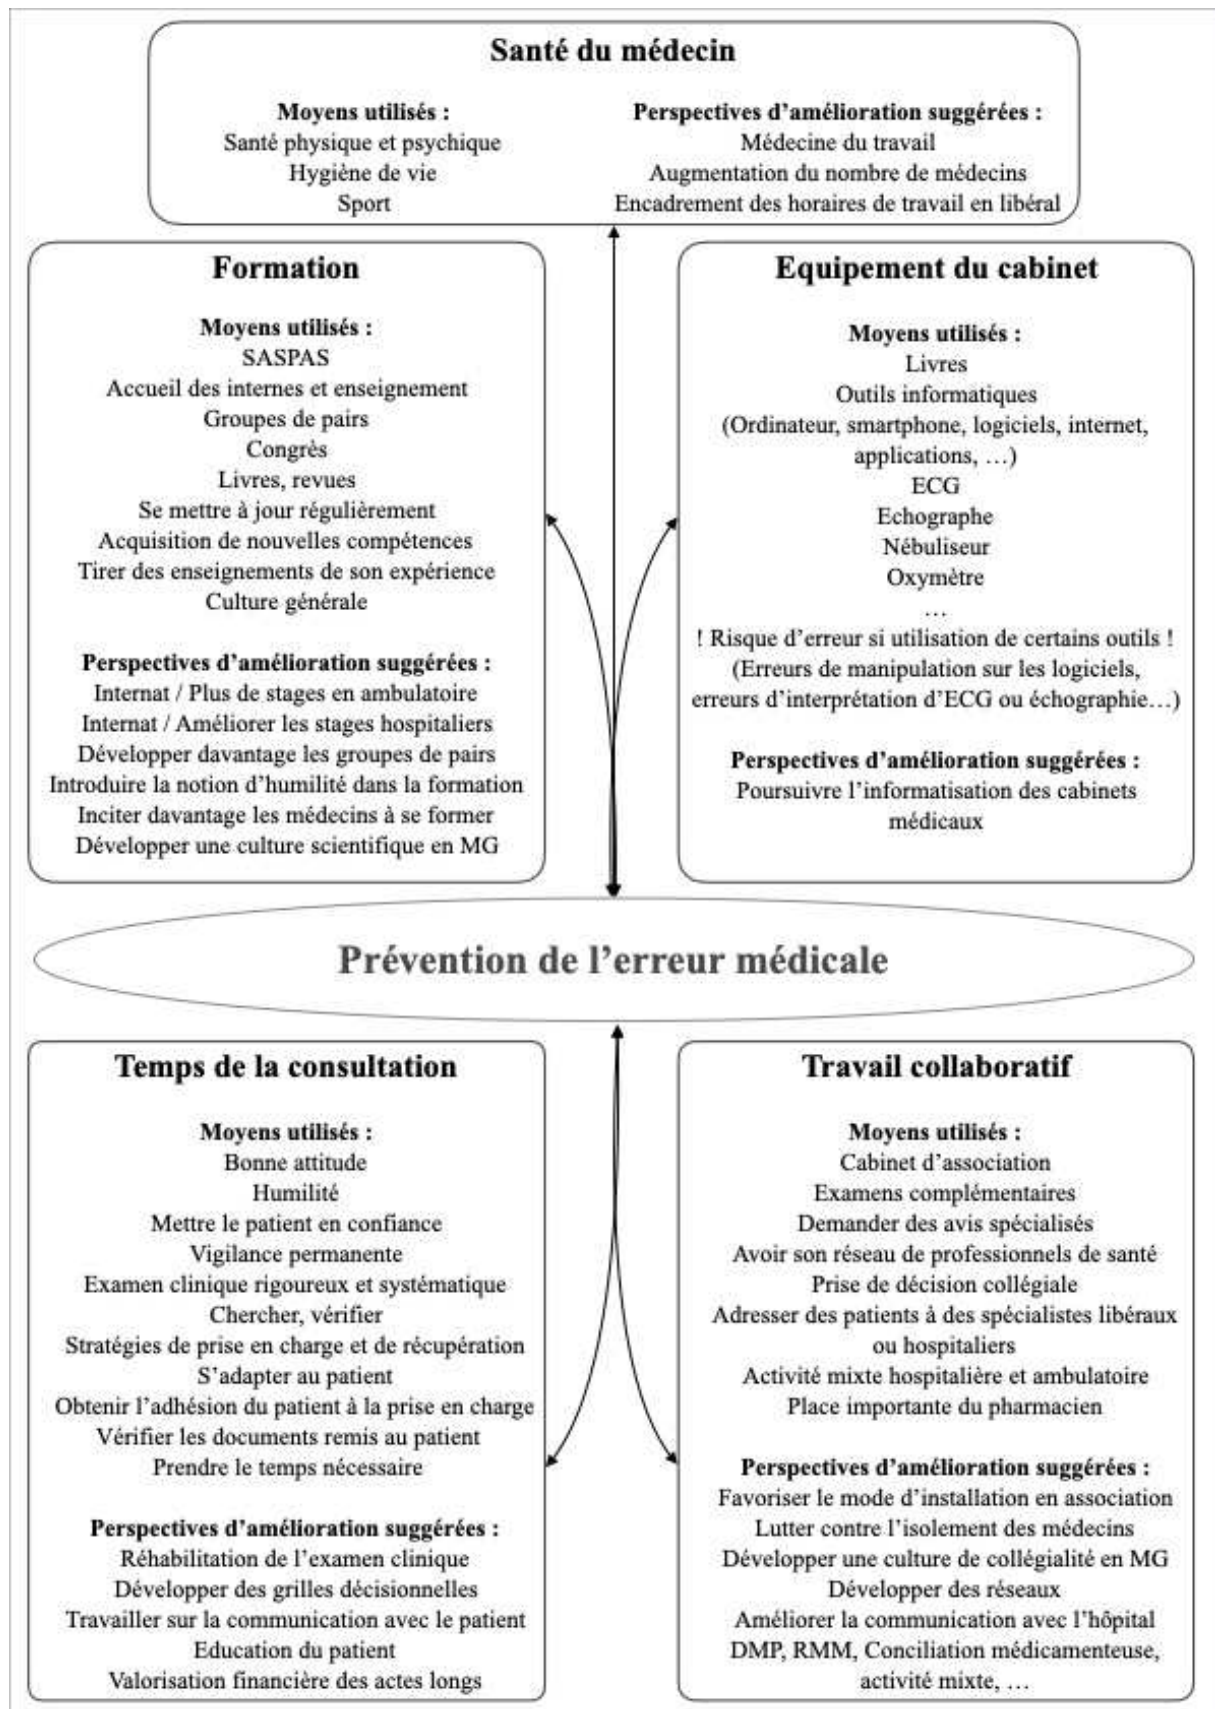 Santé du médecin
Moyens utilisés :
Santé physique et psychique
Hygiène de vie
Sport
Perspectives d'amélioration suggérées :
Médecine du travail
Augmentation du nombre de médecins
Encadrement des horaires de travail en libéral
Formation
Moyens utilisés :
SASPAS
Accueil des internes et enseignement
Groupes de pairs
Congrès
Livres, revues
Se mettre à jour régulièrement
Acquisition de nouvelles compétences
Tirer des enseignements de son expérience
Culture générale
Perspectives d'amélioration suggérées :
Internat / Plus de stages en ambulatoire
Internat / Améliorer les stages hospitaliers
Développer davantage les groupes de pairs
Introduire la notion d'humilité dans la formation
Inciter davantage les médecins à se former
Développer une culture scientifique en MG
Equipement du cabinet
Moyens utilisés :
Livres
Outils informatiques
(Ordinateur, smartphone, logiciels, internet,
applications, …)
ECG
Echographe
Nébuliseur
Oxymètre
…
! Risque d'erreur si utilisation de certains outils !
(Erreurs de manipulation sur les logiciels,
erreurs d'interprétation d'ECG ou échographie…)
Perspectives d'amélioration suggérées :
Poursuivre l'informatisation des cabinets
médicaux
Prévention de l'erreur médicale
Temps de la consultation
Moyens utilisés :
Bonne attitude
Humilité
Mettre le patient en confiance
Vigilance permanente
Examen clinique rigoureux et systématique
Chercher, vérifier
Stratégies de prise en charge et de récupération
S'adapter au patient
Obtenir l'adhésion du patient à la prise en charge
Vérifier les documents remis au patient
Prendre le temps nécessaire
Perspectives d'amélioration suggérées :
Réhabilitation de l'examen clinique
Développer des grilles décisionnelles
Travailler sur la communication avec le patient
Education du patient
Valorisation financière des actes longs
Travail collaboratif
Moyens utilisés :
Cabinet d'association
Examens complémentaires
Demander des avis spécialisés
Avoir son réseau de professionnels de santé
Prise de décision collégiale
Adresser des patients à des spécialistes libéraux
ou hospitaliers
Activité mixte hospitalière et ambulatoire
Place importante du pharmacien
Perspectives d'amélioration suggérées :
Favoriser le mode d'installation en association
Lutter contre l'isolement des médecins
Développer une culture de collégialité en MG
Développer des réseaux
Améliorer la communication avec l'hôpital
DMP, RMM, Conciliation médicamenteuse,
activité mixte, …